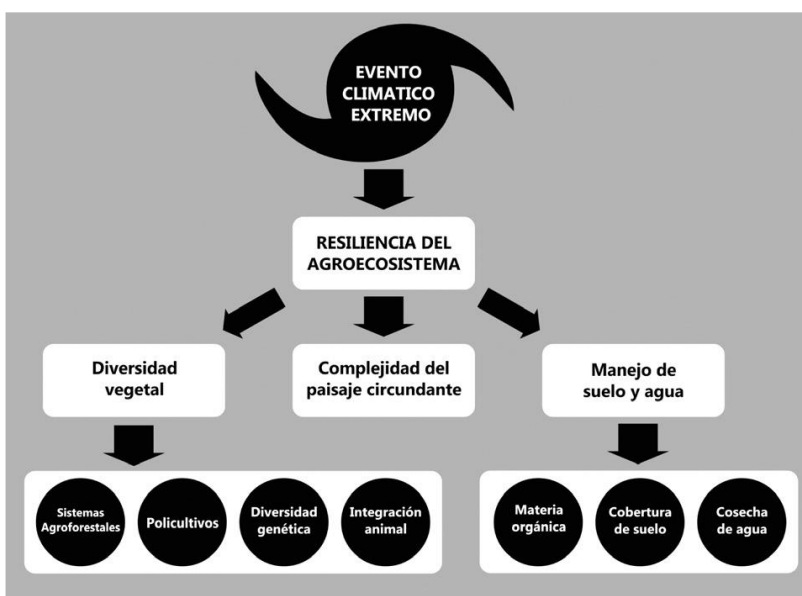 EVENTO
CLIMATICO
EXTREMO
RESILIENCIA DEL
AGROECOSISTEMA
Diversidad
vegetal
Complejidad del
paisaje circundante
Manejo de
suelo y agua
Sistemas
Agroforestales
Policultivos
Diversidad
genética
Integración
animal
Materia
orgánica
Cobertura
de suelo
Cosecha
de agua